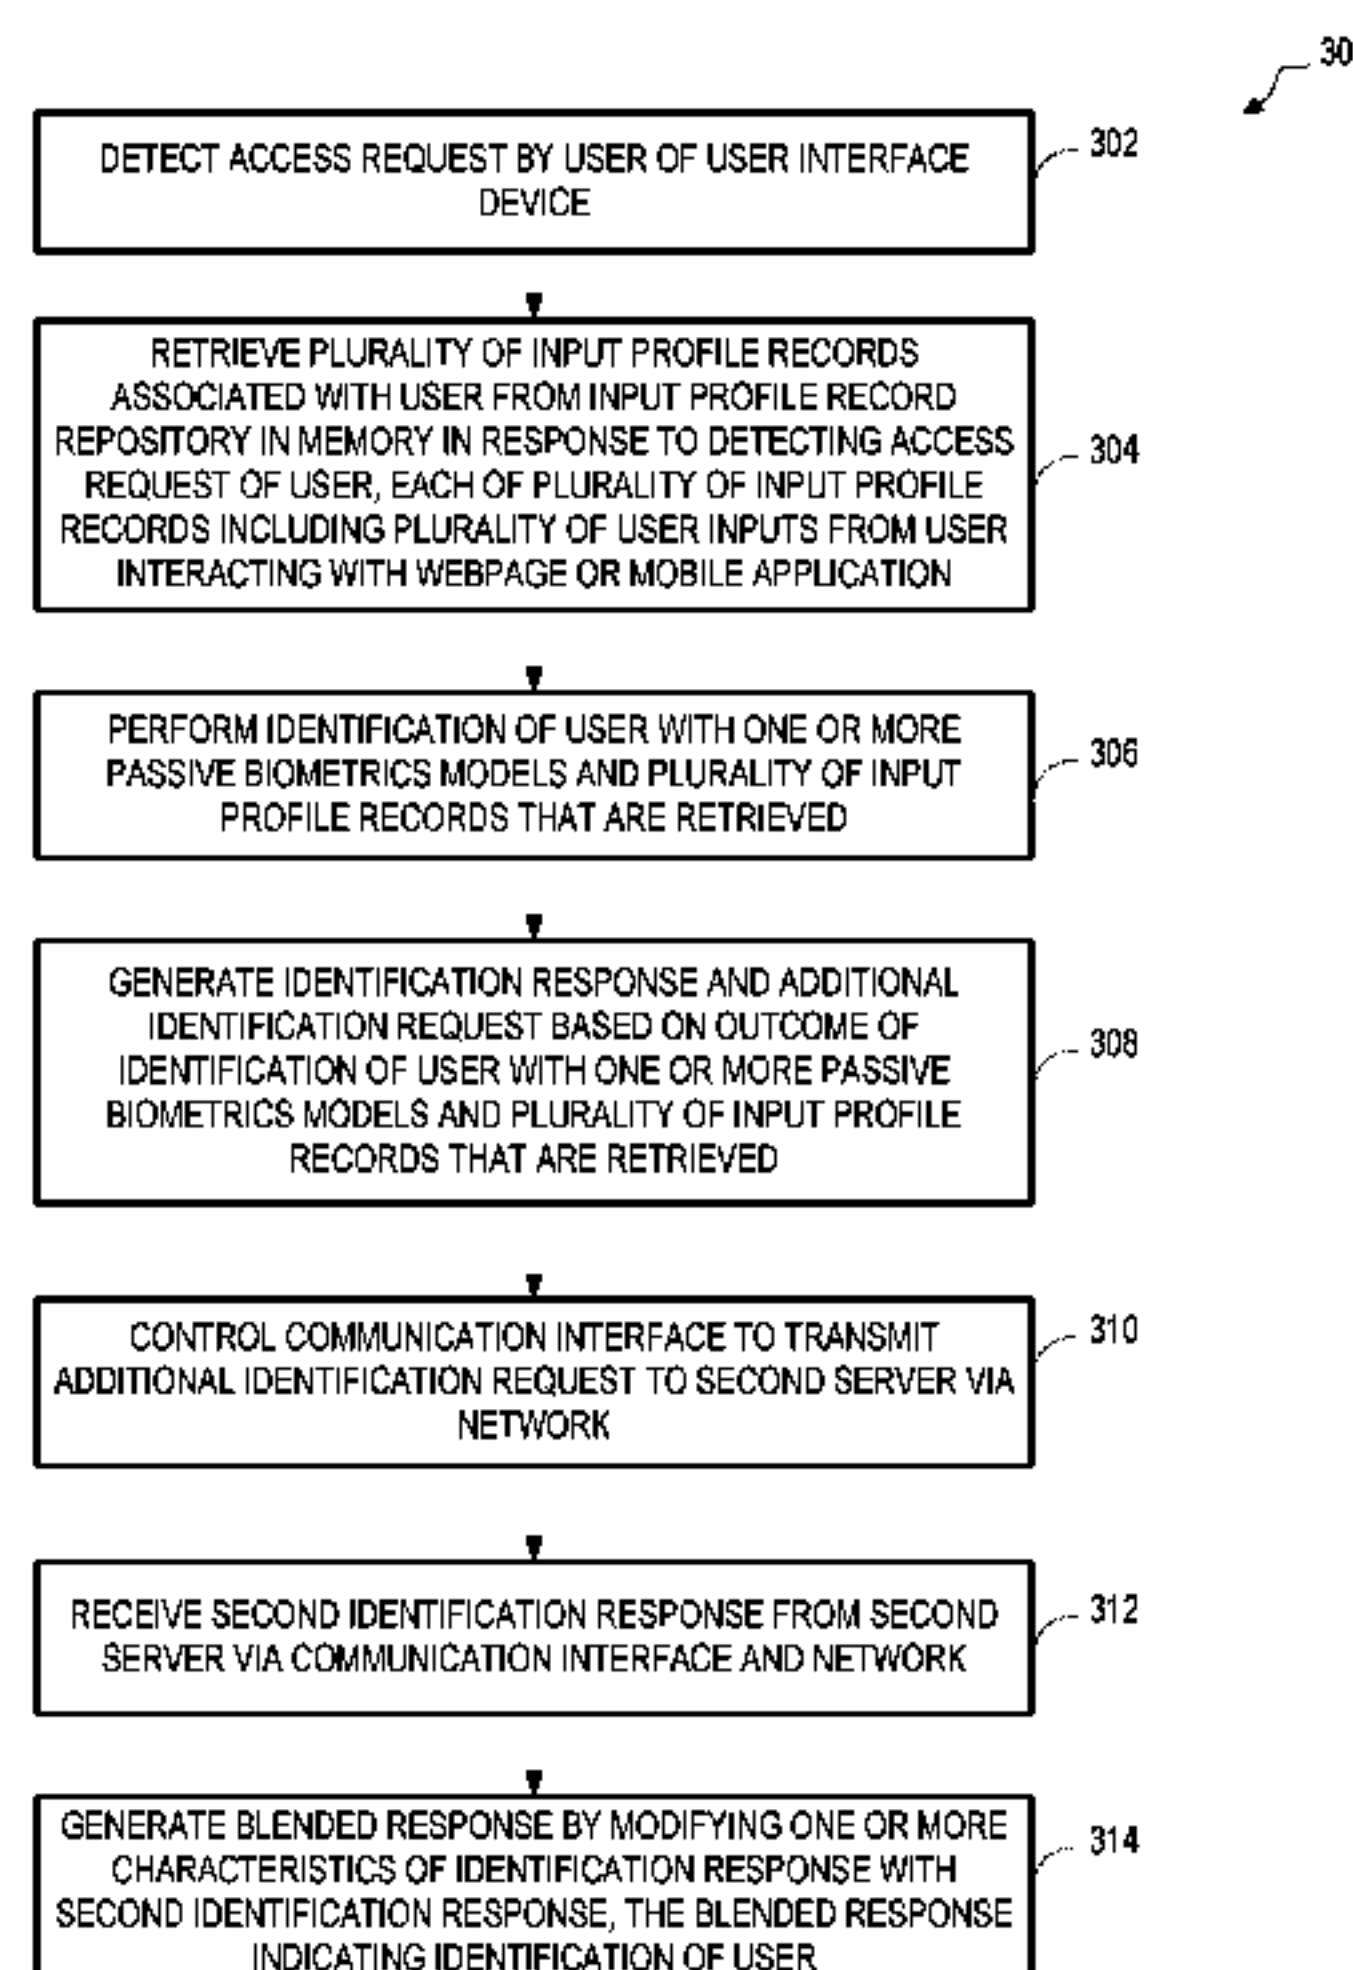 30
DETECT ACCESS REQUEST BY USER OF USER INTERFACE
DEVICE
302
RETRIEVE PLURALITY OF INPUT PROFILE RECORDS
ASSOCIATED WITH USER FROM INPUT PROFILE RECORD
REPOSITORY IN MEMORY IN RESPONSE TO DETECTING ACCESS
REQUEST OF USER, EACH OF PLURALITY OF INPUT PROFILE
RECORDS INCLUDING PLURALITY OF USER INPUTS FROM USER
INTERACTING WITH WEBPAGE OR MOBILE APPLICATION
304
PERFORM IDENTIFICATION OF USER WITH ONE OR MORE
PASSIVE BIOMETRICS MODELS AND PLURALITY OF INPUT
PROFILE RECORDS THAT ARE RETRIEVED
306
GENERATE IDENTIFICATION RESPONSE AND ADDITIONAL
IDENTIFICATION REQUEST BASED ON OUTCOME OF
IDENTIFICATION OF USER WITH ONE OR MORE PASSIVE
BIOMETRICS MODELS AND PLURALITY OF INPUT PROFILE
RECORDS THAT ARE RETRIEVED
308
CONTROL COMMUNICATION INTERFACE TO TRANSMIT
ADDITIONAL IDENTIFICATION REQUEST TO SECOND SERVER VIA
NETWORK
310
RECEIVE SECOND IDENTIFICATION RESPONSE FROM SECOND
SERVER VIA COMMUNICATION INTERFACE AND NETWORK
312
GENERATE BLENDED RESPONSE BY MODIFYING ONE OR MORE
CHARACTERISTICS OF IDENTIFICATION RESPONSE WITH
SECOND IDENTIFICATION RESPONSE, THE BLENDED RESPONSE
INDICATING IDENTIFICATION OF USER
314